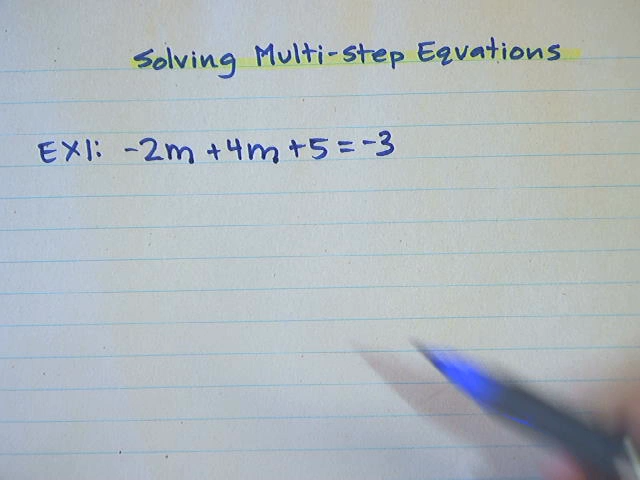 Solving Multi-step Equations
EX1: -2m + 4m + 5 = -3